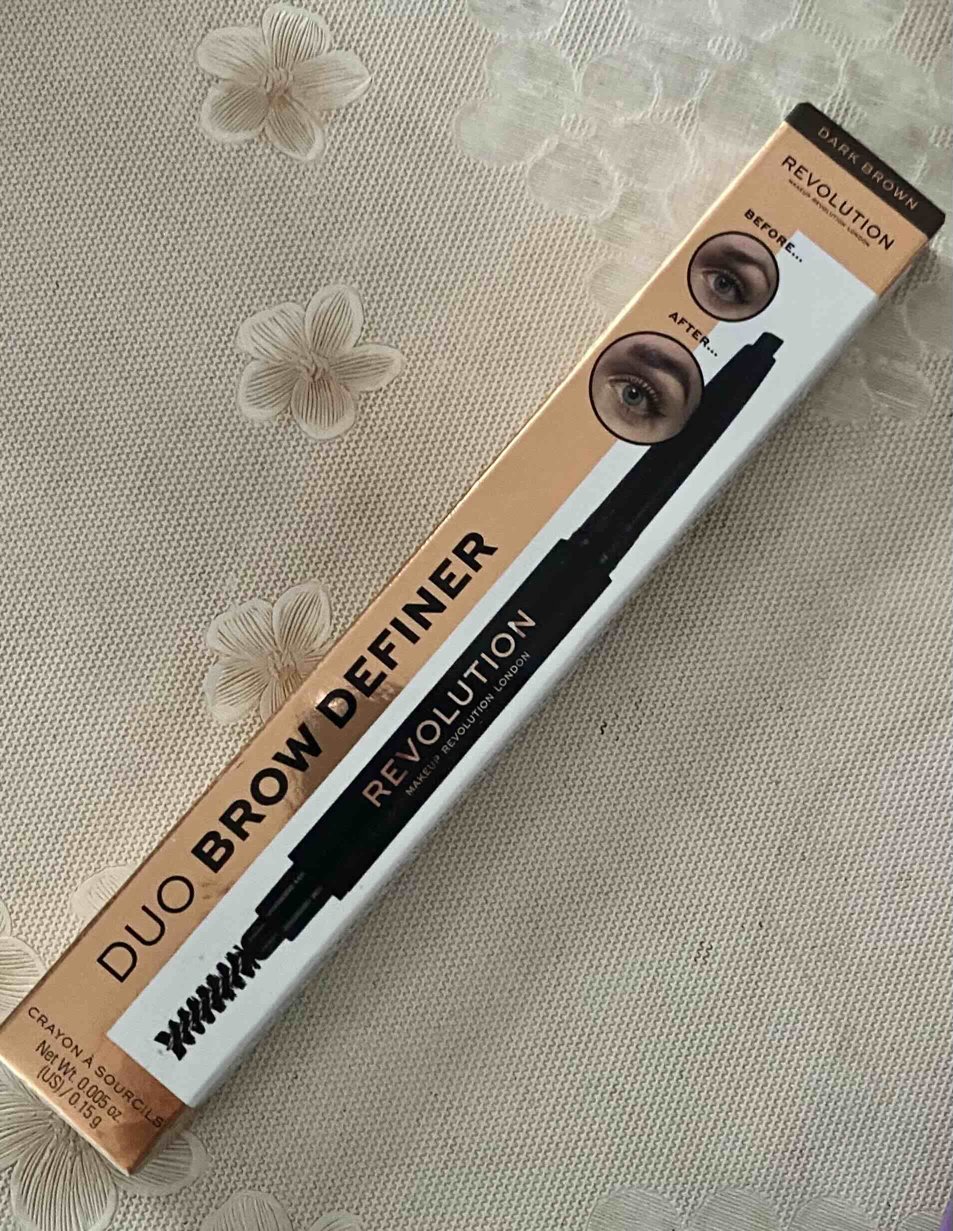 DARK BROWN
REVOLUTION
MAKEUP REVOLUTION LONDON
BEFORE...
AFTER...
DUO BROW DEFINER
REVOLUTION
MAKEUP REVOLUTION LONDON
CRAYON À SOURCILS
Net Wt. 0.005 oz.
(US) / 0.15 g